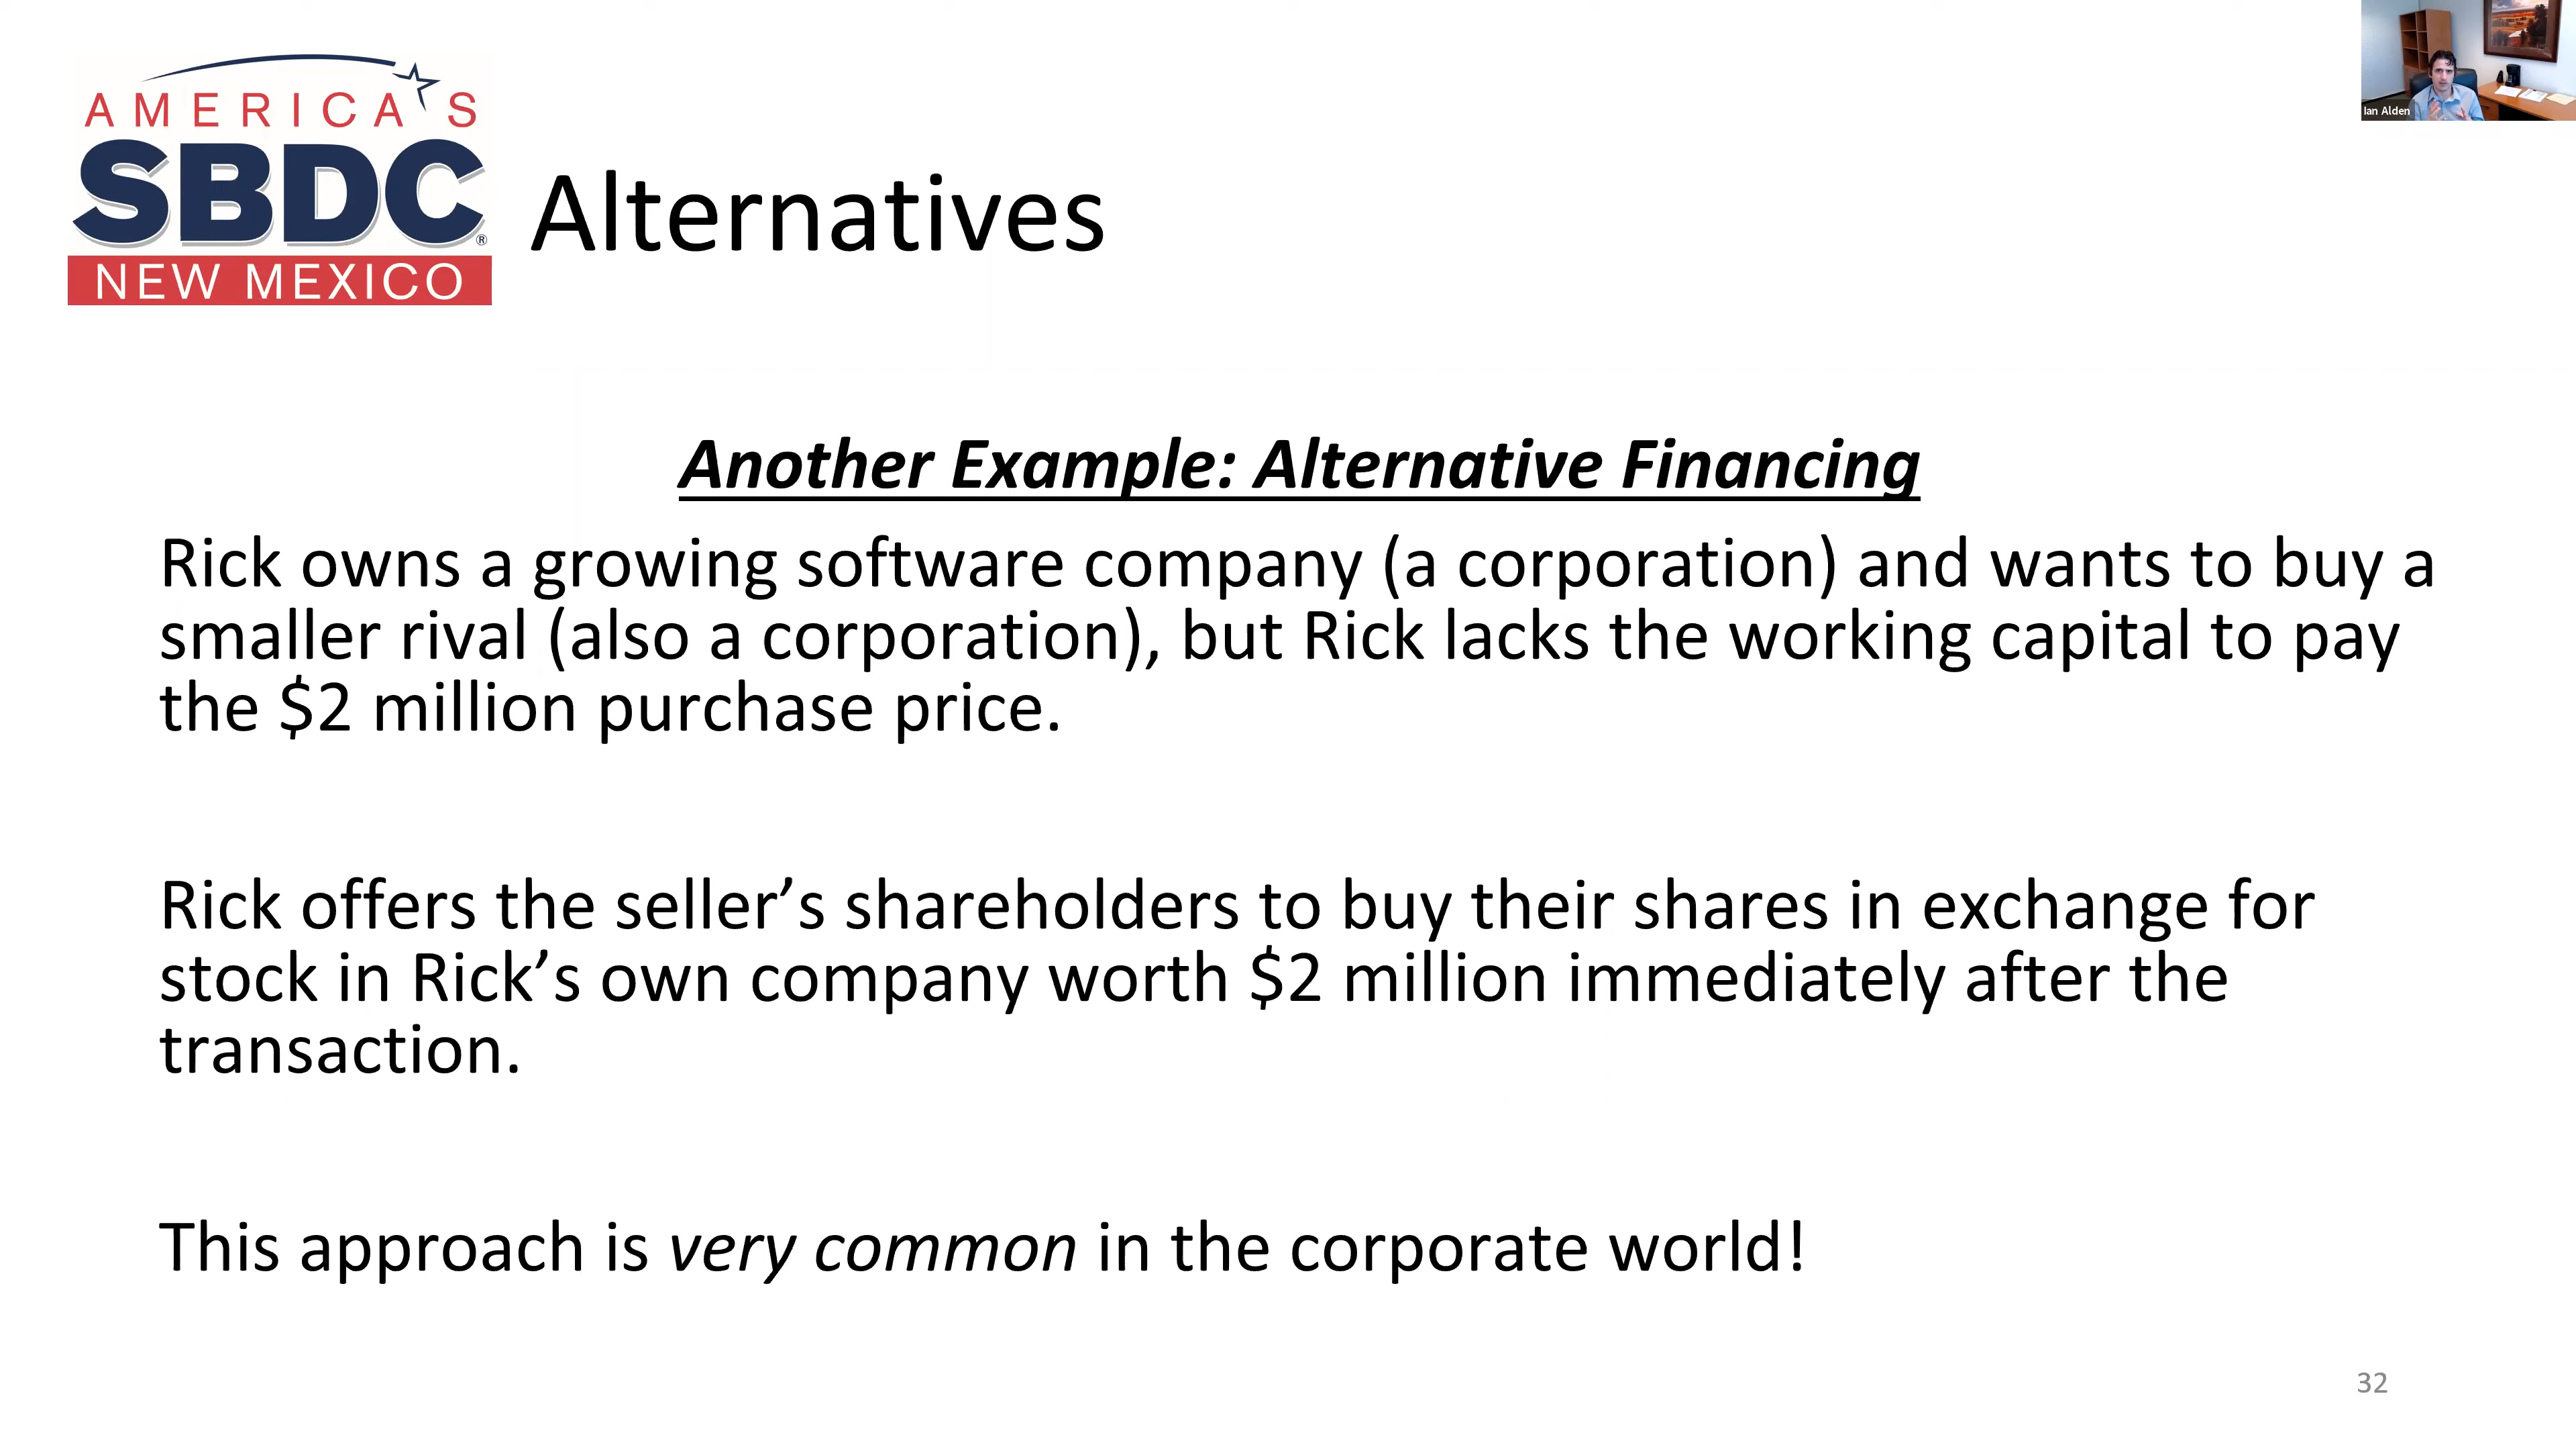 AMERICA'S
SBDC®
NEW MEXICO
Ian Alden
Alternatives
Another Example: Alternative Financing
Rick owns a growing software company (a corporation) and wants to buy a
smaller rival (also a corporation), but Rick lacks the working capital to pay
the $2 million purchase price.
Rick offers the seller’s shareholders to buy their shares in exchange for
stock in Rick’s own company worth $2 million immediately after the
transaction.
This approach is very common in the corporate world!
32